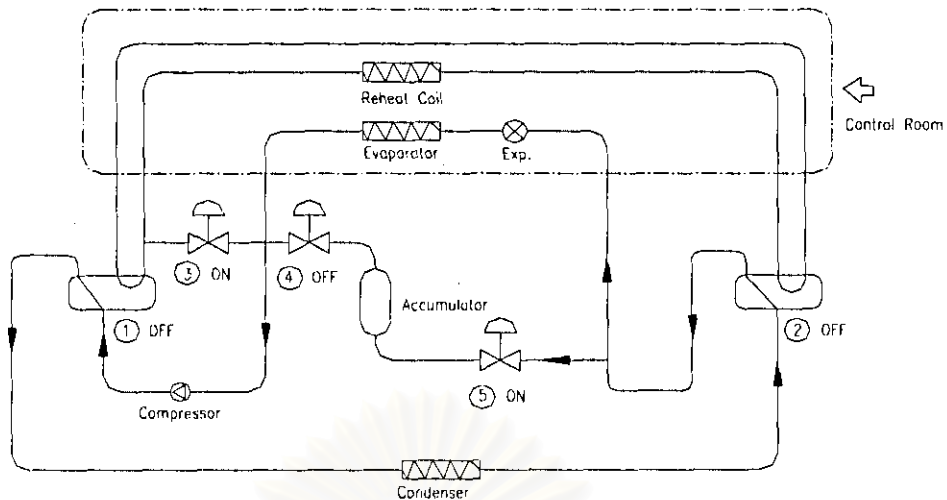 Reheat Coil
Control Room
Evaporator
Exp.
3 ON
4 OFF
Accumulator
1 OFF
2 OFF
5 ON
Compressor
Condenser